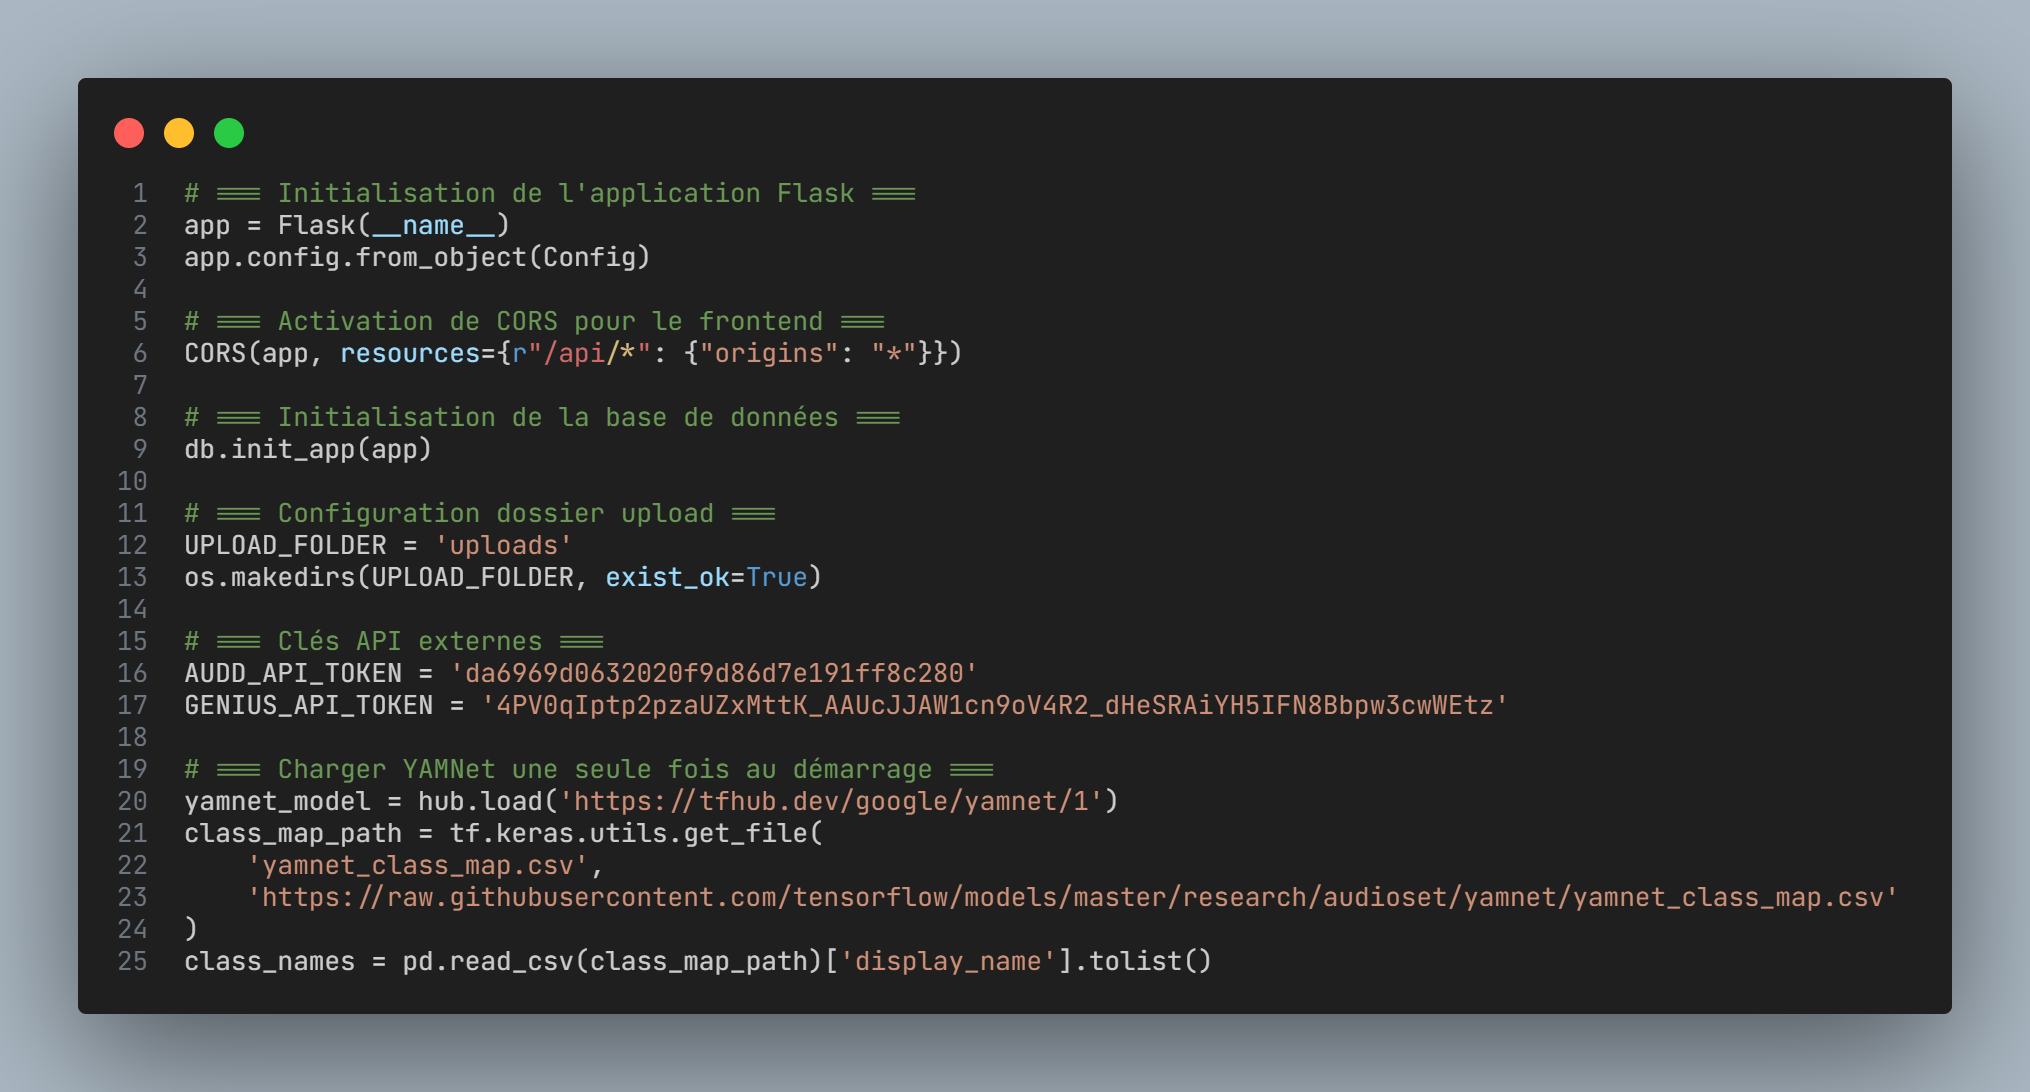 1 # === Initialisation de l'application Flask ===
2 app = Flask(__name__)
3 app.config.from_object(Config)
4
5 # === Activation de CORS pour le frontend ===
6 CORS(app, resources={r"/api/*": {"origins": "*"}})
7
8 # === Initialisation de la base de données ===
9 db.init_app(app)
10
11 # === Configuration dossier upload ===
12 UPLOAD_FOLDER = 'uploads'
13 os.makedirs(UPLOAD_FOLDER, exist_ok=True)
14
15 # === Clés API externes ===
16 AUDD_API_TOKEN = 'da6969d0632020f9d86d7e191ff8c280'
17 GENIUS_API_TOKEN = '4PV0qIptp2pzaUZxMttK_AAUcJJAW1cn9oV4R2_dHeSRAiYH5IFN8Bbpw3cwWEtz'
18
19 # === Charger YAMNet une seule fois au démarrage ===
20 yamnet_model = hub.load('https://tfhub.dev/google/yamnet/1')
21 class_map_path = tf.keras.utils.get_file(
22     'yamnet_class_map.csv',
23     'https://raw.githubusercontent.com/tensorflow/models/master/research/audioset/yamnet/yamnet_class_map.csv'
24 )
25 class_names = pd.read_csv(class_map_path)['display_name'].tolist()